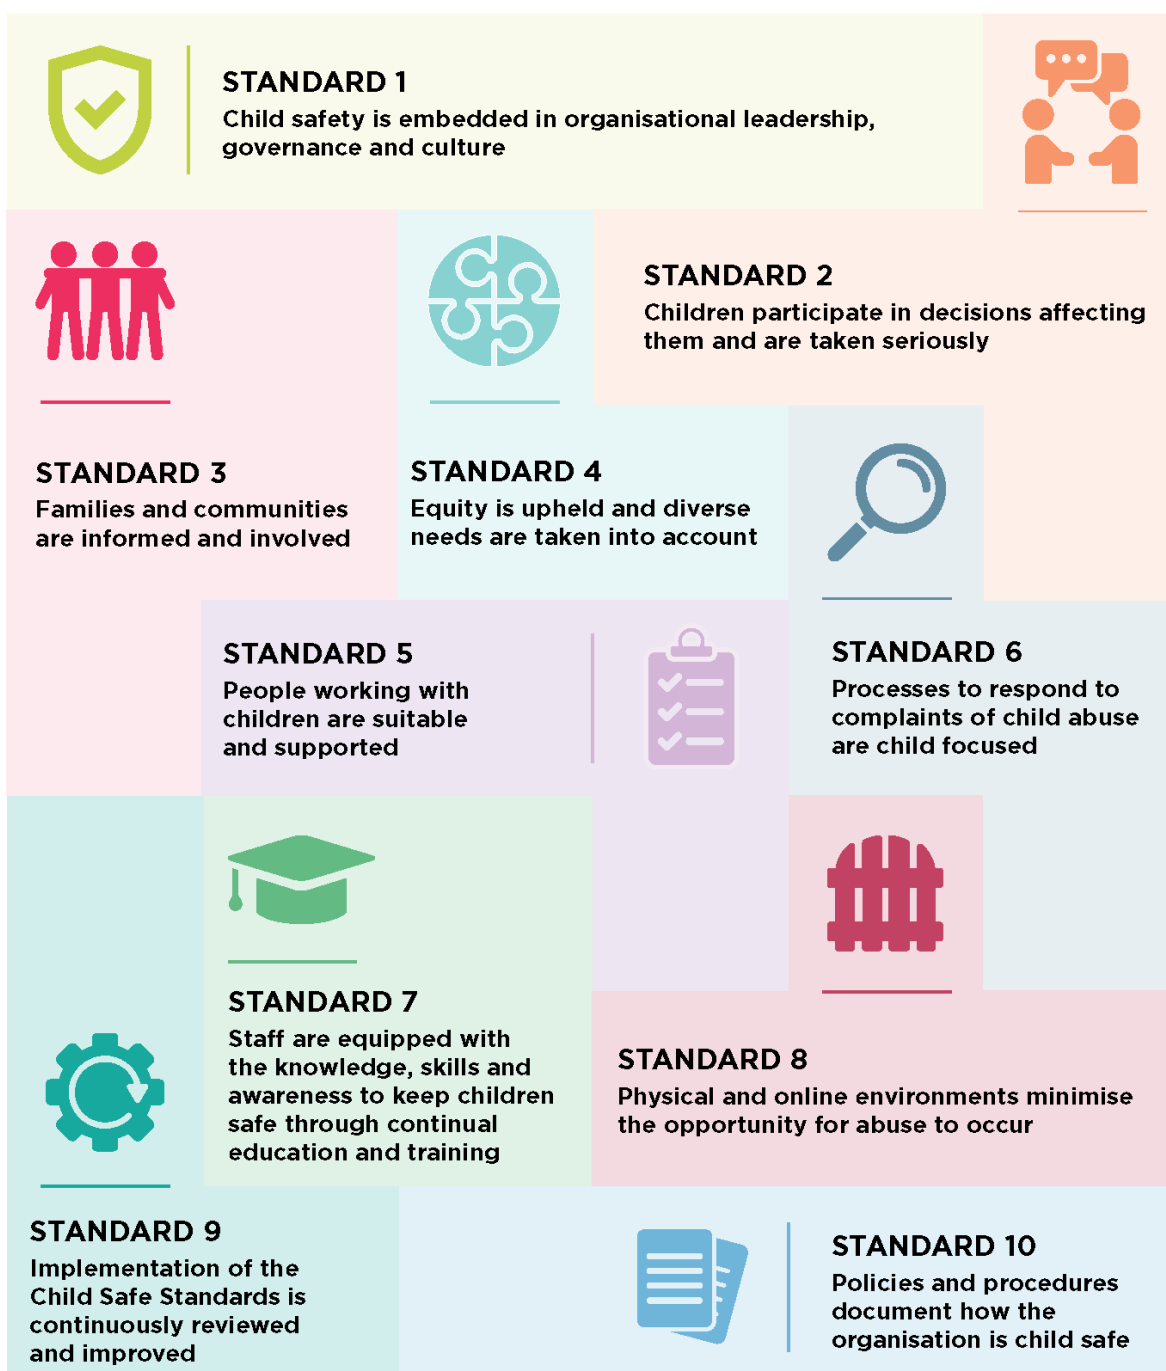 STANDARD 1
Child safety is embedded in organisational leadership,
governance and culture
STANDARD 2
Children participate in decisions affecting
them and are taken seriously
STANDARD 3
Families and communities
are informed and involved
STANDARD 4
Equity is upheld and diverse
needs are taken into account
STANDARD 5
People working with
children are suitable
and supported
STANDARD 6
Processes to respond to
complaints of child abuse
are child focused
STANDARD 7
Staff are equipped with
the knowledge, skills and
awareness to keep children
safe through continual
education and training
STANDARD 8
Physical and online environments minimise
the opportunity for abuse to occur
STANDARD 9
Implementation of the
Child Safe Standards is
continuously reviewed
and improved
STANDARD 10
Policies and procedures
document how the
organisation is child safe